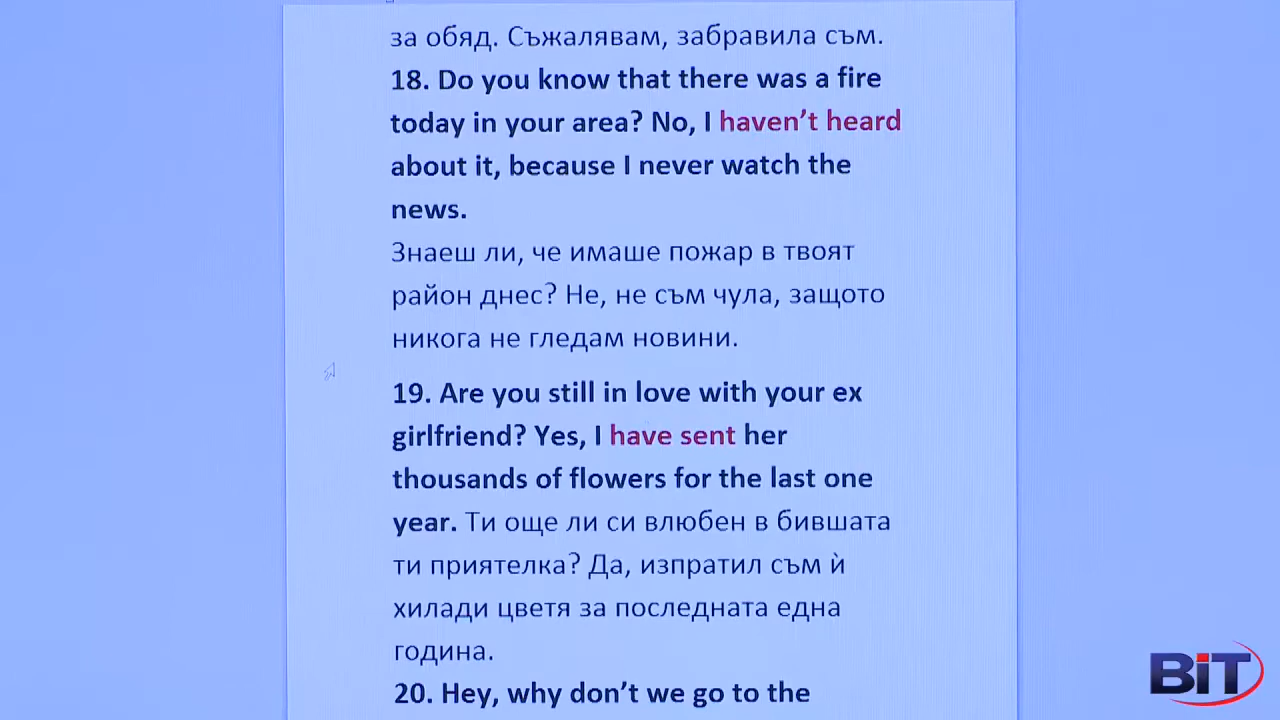 за обяд. Съжалявам, забравила съм.
18. Do you know that there was a fire
today in your area? No, I haven’t heard
about it, because I never watch the
news.
Знаеш ли, че имаше пожар в твоят
район днес? Не, не съм чула, защото
никога не гледам новини.
19. Are you still in love with your ex
girlfriend? Yes, I have sent her
thousands of flowers for the last one
year. Ти още ли си влюбен в бившата
ти приятелка? Да, изпратил съм ѝ
хиляди цветя за последната една
година.
20. Hey, why don’t we go to the
BiT